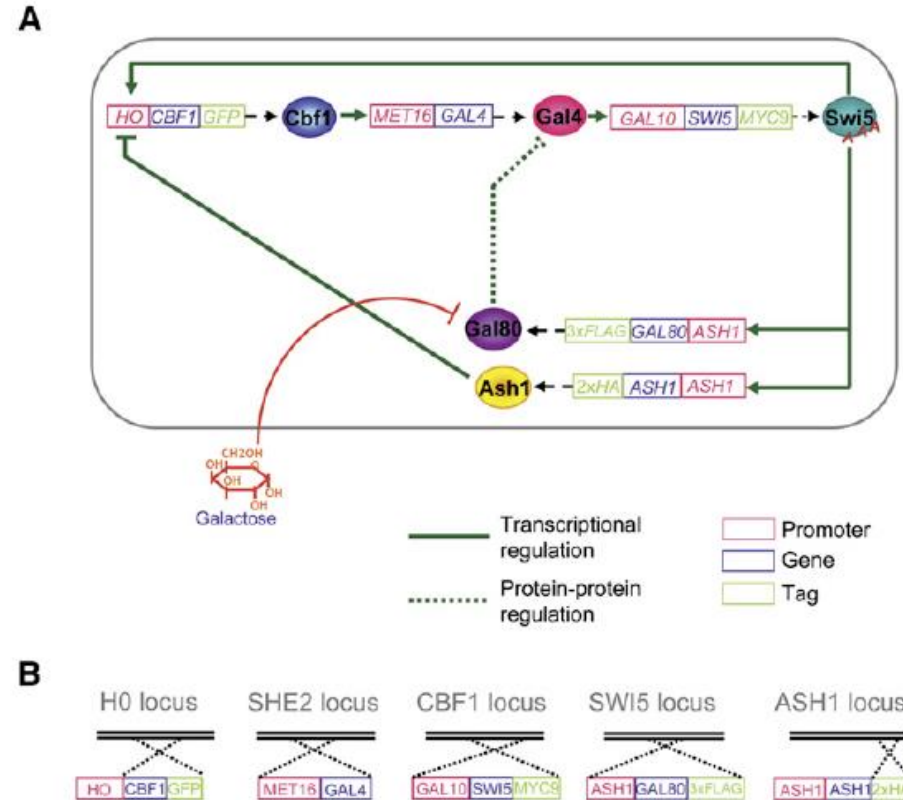 A
HO CBF1 GFP Cbf1 MET16 GAL4 Gal4 GAL10 SWI5 MYC9 Swi5
AAA
Gal80 3xFLAG GAL80 ASH1
Ash1 2xHA ASH1 ASH1
CH2OH
OH O
OH OH
OH
Galactose
Transcriptional
regulation
Protein-protein
regulation
Promoter
Gene
Tag
B
H0 locus SHE2 locus CBF1 locus SWI5 locus ASH1 locus
HO CBF1 GFP MET16 GAL4 GAL10 SWI5 MYC9 ASH1 GAL80 3xFLAG ASH1 ASH1 2xHA